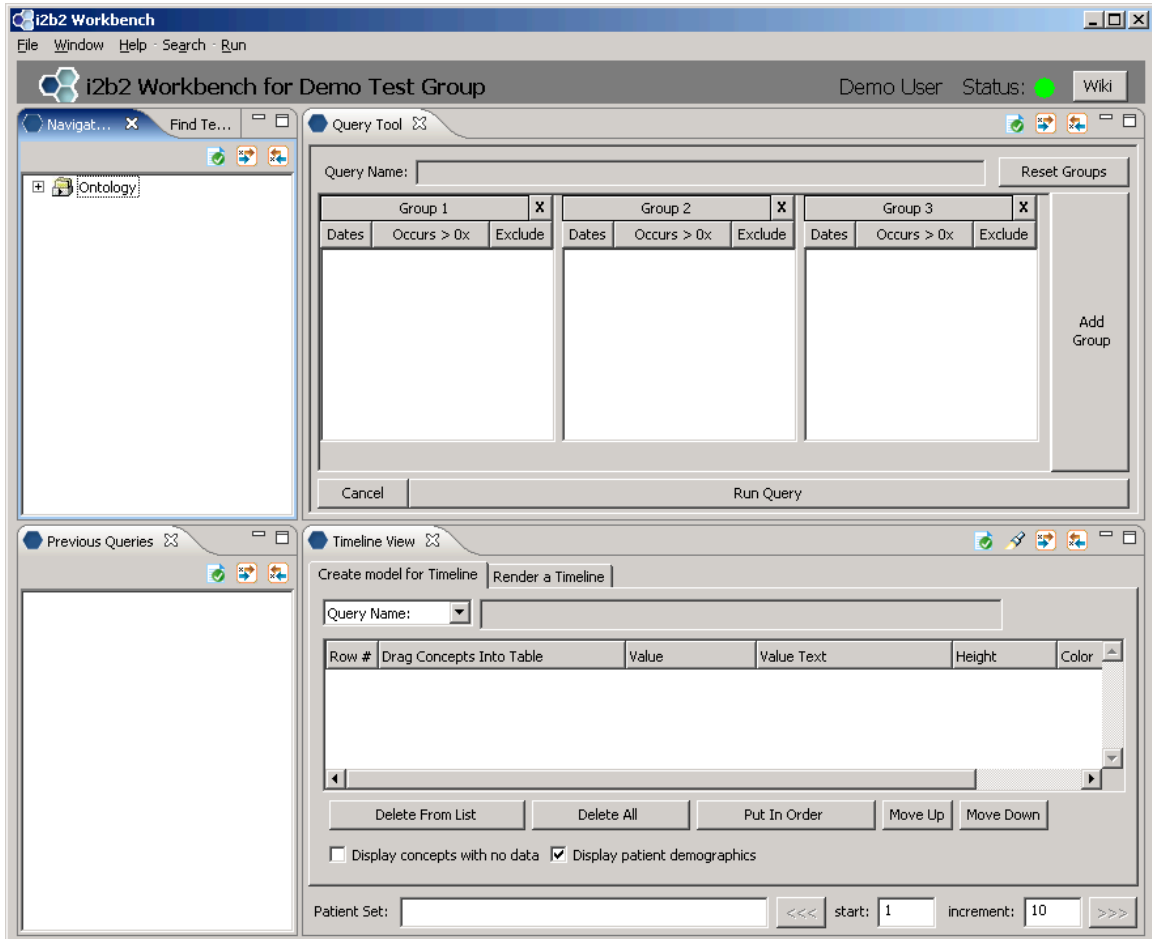 i2b2 Workbench
File Window Help Search Run
i2b2 Workbench for Demo Test Group Demo User Status: Wiki
Navigat... Find Te...
Ontology
Query Tool
Query Name: Reset Groups
Group 1 X Group 2 X Group 3 X
Dates Occurs > 0x Exclude Dates Occurs > 0x Exclude Dates Occurs > 0x Exclude
Add
Group
Cancel Run Query
Previous Queries
Timeline View
Create model for Timeline Render a Timeline
Query Name:
Row # Drag Concepts Into Table Value Value Text Height Color
Delete From List Delete All Put In Order Move Up Move Down
Display concepts with no data Display patient demographics
Patient Set: <<< start: 1 increment: 10 >>>